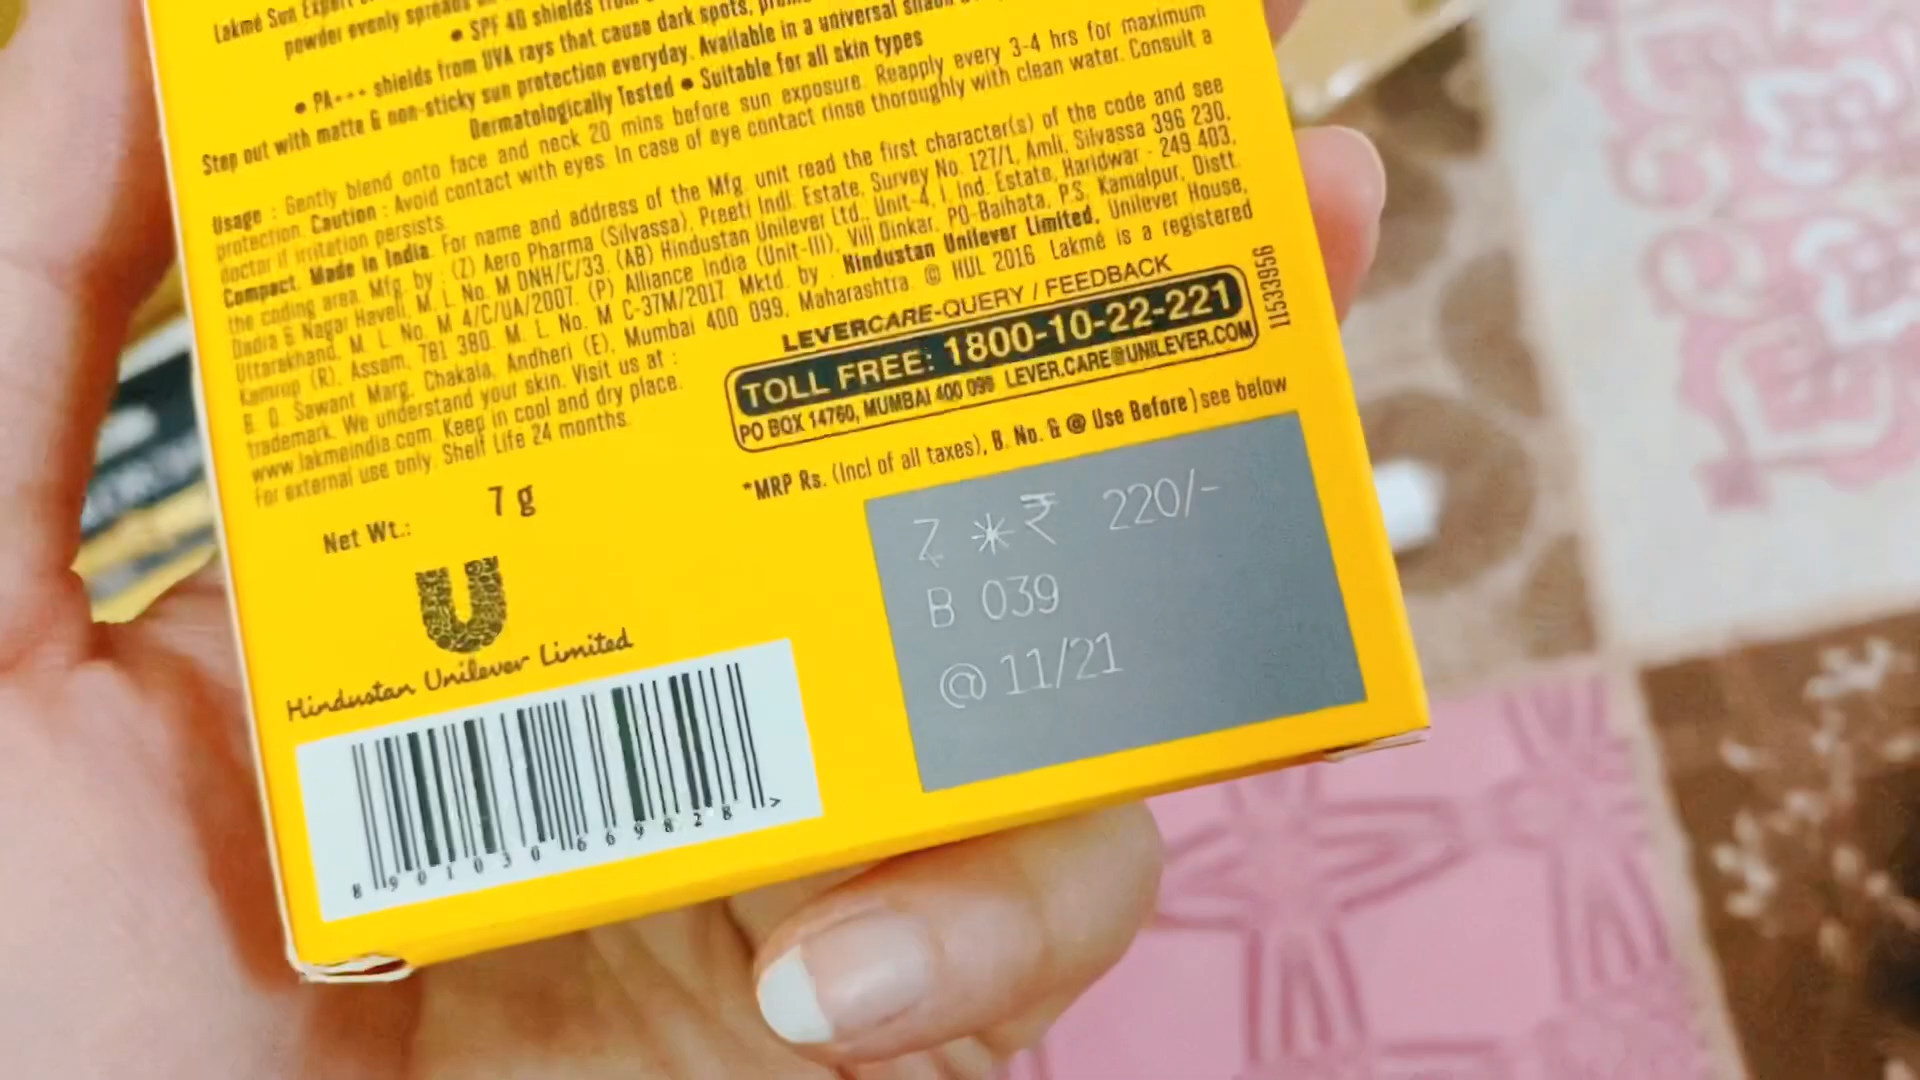 Lakmé Sun Expert
powder evenly spreads
• SPF 40 shields from
• PA+++ shields from UVA rays that cause dark spots,
Step out with matte & non-sticky sun protection everyday. Available in a universal shade
Dermatologically Tested • Suitable for all skin types
Usage : Gently blend onto face and neck 20 mins before sun exposure. Reapply every 3-4 hrs for maximum
protection. Caution : Avoid contact with eyes. In case of eye contact rinse thoroughly with clean water. Consult a
doctor if irritation persists.
Compact. Made in India. For name and address of the Mfg. unit read the first character(s) of the code and see
the coding area. Mfg. by : (Z) Aero Pharma (Silvassa), Preeti Indl. Estate, Survey No. 127/1, Amli, Silvassa 396 230,
Dadra & Nagar Haveli, M. L. No. M DNH/C/33. (AB) Hindustan Unilever Ltd., Unit-4, I. Ind. Estate, Haridwar - 249 403,
Uttarakhand. M. L. No. M 4/C/UA/2007. (P) Alliance India (Unit-III), Vill.Dinkar, PO-Baihata, P.S. Kamalpur, Distt.
Kamrup (R), Assam, 781 380. M. L. No. M C-37M/2017. Mktd. by : Hindustan Unilever Limited, Unilever House,
B. D. Sawant Marg, Chakala, Andheri (E), Mumbai 400 099, Maharashtra. © HUL 2016. Lakmé is a registered
trademark. We understand your skin. Visit us at :
www.lakmeindia.com. Keep in cool and dry place.
For external use only. Shelf Life 24 months.
LEVERCARE-QUERY / FEEDBACK
TOLL FREE: 1800-10-22-221
PO BOX 14760, MUMBAI 400 099 LEVER.CARE@UNILEVER.COM
11533956
*MRP Rs. (Incl of all taxes), B. No. & @ Use Before) see below
Net Wt.: 7 g
Z *₹ 220/-
B 039
@ 11/21
Hindustan Unilever Limited
8 901030 669828 >